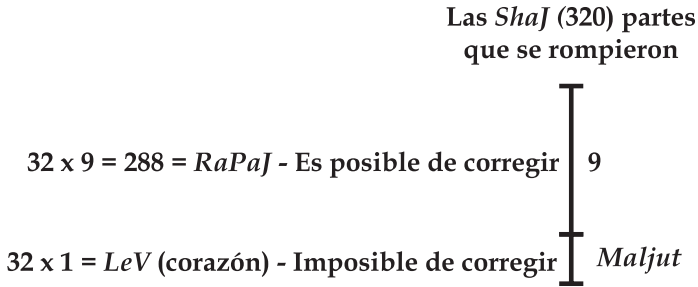 Las ShaJ (320) partes
que se rompieron
32 x 9 = 288 = RaPaJ - Es posible de corregir
9
32 x 1 = LeV (corazón) - Imposible de corregir
Maljut